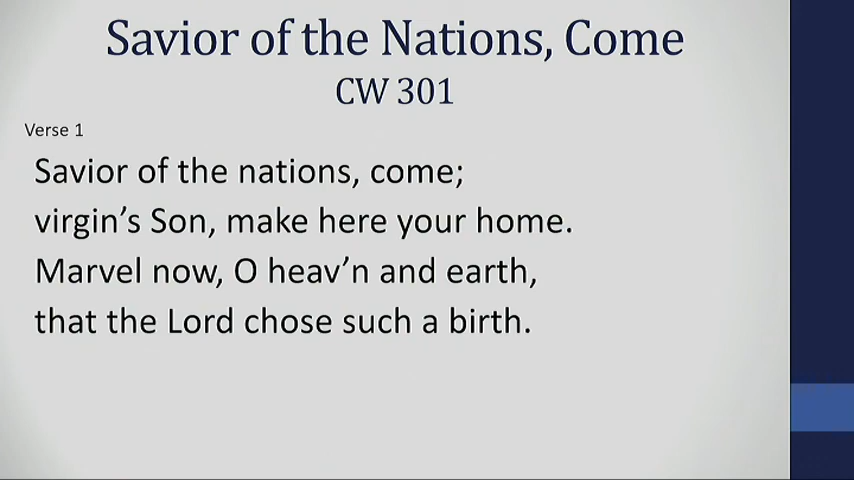 Savior of the Nations, Come
CW 301
Verse 1
Savior of the nations, come;
virgin’s Son, make here your home.
Marvel now, O heav’n and earth,
that the Lord chose such a birth.